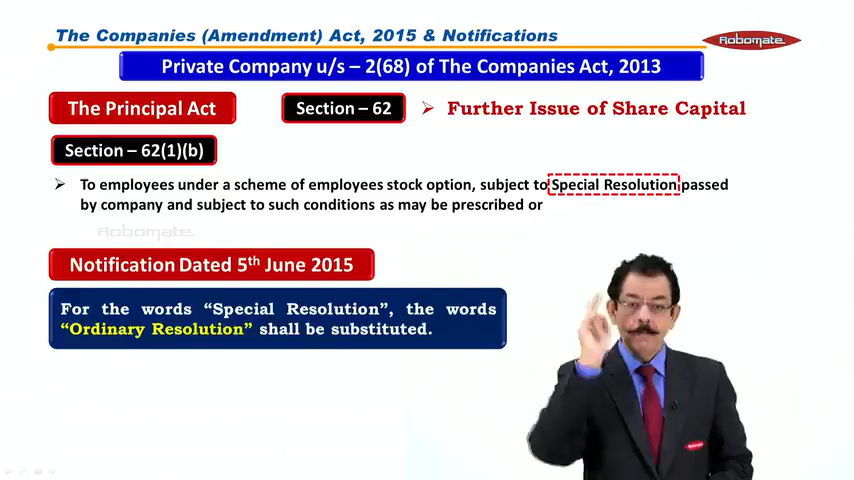 The Companies (Amendment) Act, 2015 & Notifications
Robomate
Private Company u/s – 2(68) of The Companies Act, 2013
The Principal Act
Section – 62
Further Issue of Share Capital
Section – 62(1)(b)
To employees under a scheme of employees stock option, subject to Special Resolution passed
by company and subject to such conditions as may be prescribed or
Robomate
Notification Dated 5th June 2015
For the words “Special Resolution”, the words
“Ordinary Resolution” shall be substituted.
Robomate